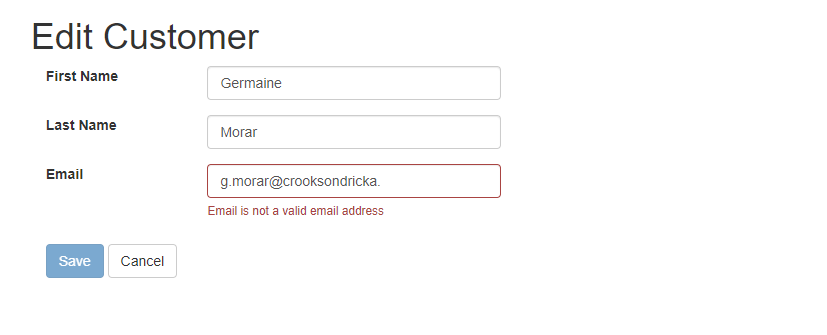 Edit Customer
First Name
Germaine
Last Name
Morar
Email
g.morar@crooksondricka.
Email is not a valid email address
Save Cancel